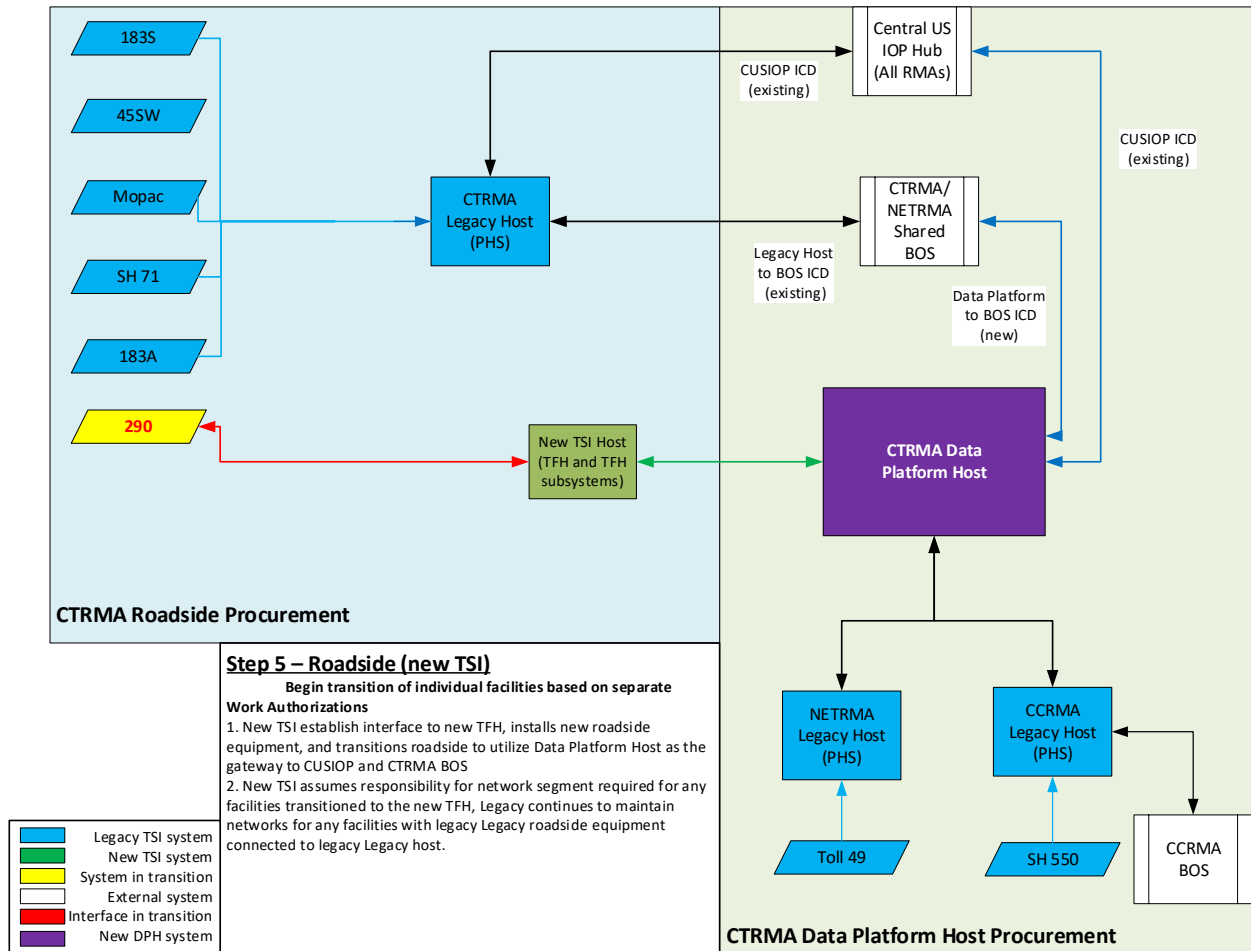 183S
45SW
Mopac
SH 71
183A
290
CTRMA
Legacy Host
(PHS)
New TSI Host
(TFH and TFH
subsystems)
CTRMA Roadside Procurement
Central US
IOP Hub
(All RMAs)
CUSIOP ICD
(existing)
CUSIOP ICD
(existing)
CTRMA/
NETRMA
Shared
BOS
Legacy Host
to BOS ICD
(existing)
Data Platform
to BOS ICD
(new)
CTRMA Data
Platform Host
NETRMA
Legacy Host
(PHS)
CCRMA
Legacy Host
(PHS)
Toll 49
SH 550
CCRMA
BOS
CTRMA Data Platform Host Procurement
Step 5 – Roadside (new TSI)
Begin transition of individual facilities based on separate
Work Authorizations
1. New TSI establish interface to new TFH, installs new roadside
equipment, and transitions roadside to utilize Data Platform Host as the
gateway to CUSIOP and CTRMA BOS
2. New TSI assumes responsibility for network segment required for any
facilities transitioned to the new TFH, Legacy continues to maintain
networks for any facilities with legacy Legacy roadside equipment
connected to legacy Legacy host.
Legacy TSI system
New TSI system
System in transition
External system
Interface in transition
New DPH system